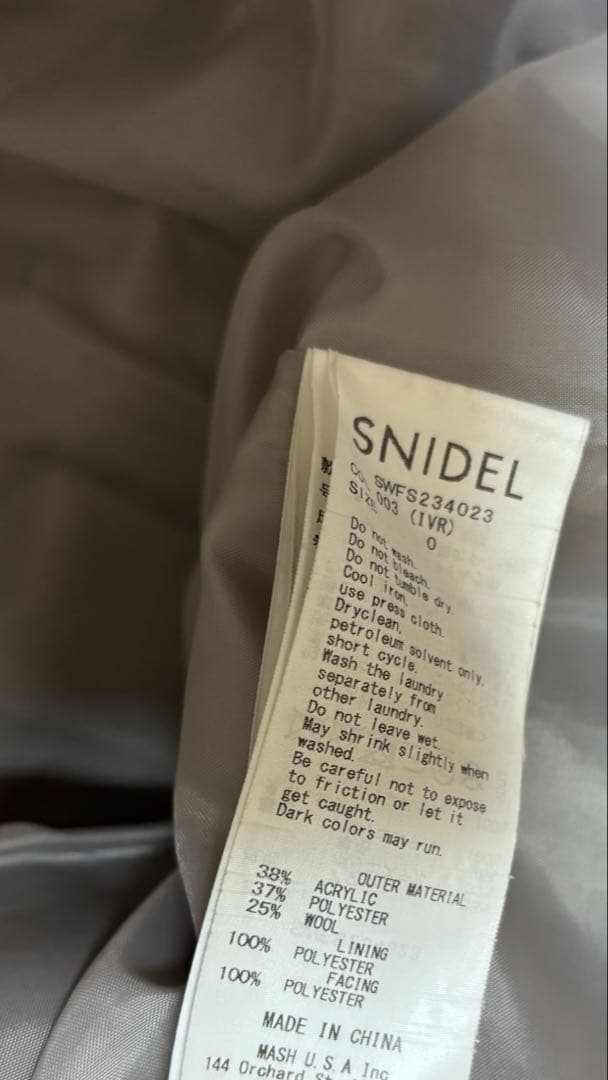 SNIDEL
SWFS234023
COL 003 (IVR)
SIZE 0
Do not wash.
Do not bleach.
Do not tumble dry.
Cool iron.
use press cloth.
Dryclean.
petroleum solvent only.
short cycle.
Wash the laundry
separately from
other laundry.
Do not leave wet.
May shrink slightly when
washed.
Be careful not to expose
to friction or let it
get caught.
Dark colors may run.
OUTER MATERIAL
38% ACRYLIC
37% POLYESTER
25% WOOL
LINING
100% POLYESTER
FACING
100% POLYESTER
MADE IN CHINA
MASH U.S.A Inc
144 Orchard